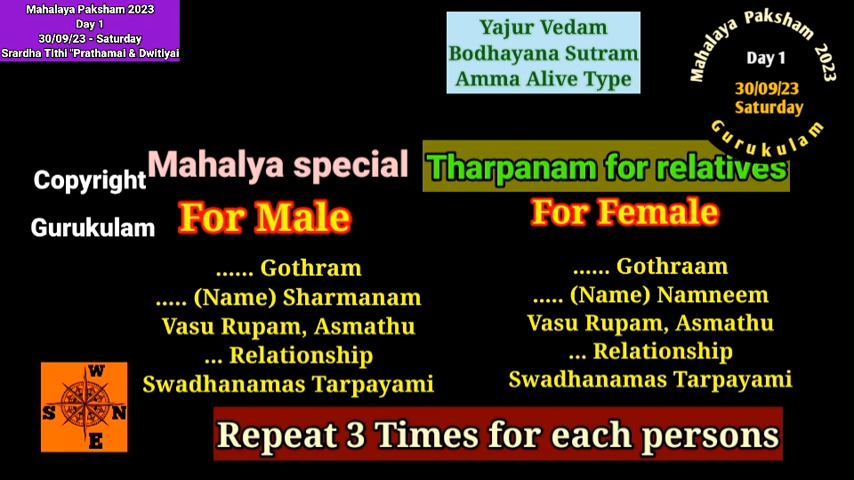 Mahalaya Paksham 2023
Day 1
30/09/23 - Saturday
Srardha Tithi "Prathamai & Dwitiyai
Yajur Vedam
Bodhayana Sutram
Amma Alive Type
Mahalaya Paksham 2023
Day 1
30/09/23
Saturday
Gurukulam
Copyright
Gurukulam
Mahalya special
Tharpanam for relatives
For Male
...... Gothram
..... (Name) Sharmanam
Vasu Rupam, Asmathu
... Relationship
Swadhanamas Tarpayami
For Female
...... Gothraam
..... (Name) Namneem
Vasu Rupam, Asmathu
... Relationship
Swadhanamas Tarpayami
W
S N
E
Repeat 3 Times for each persons